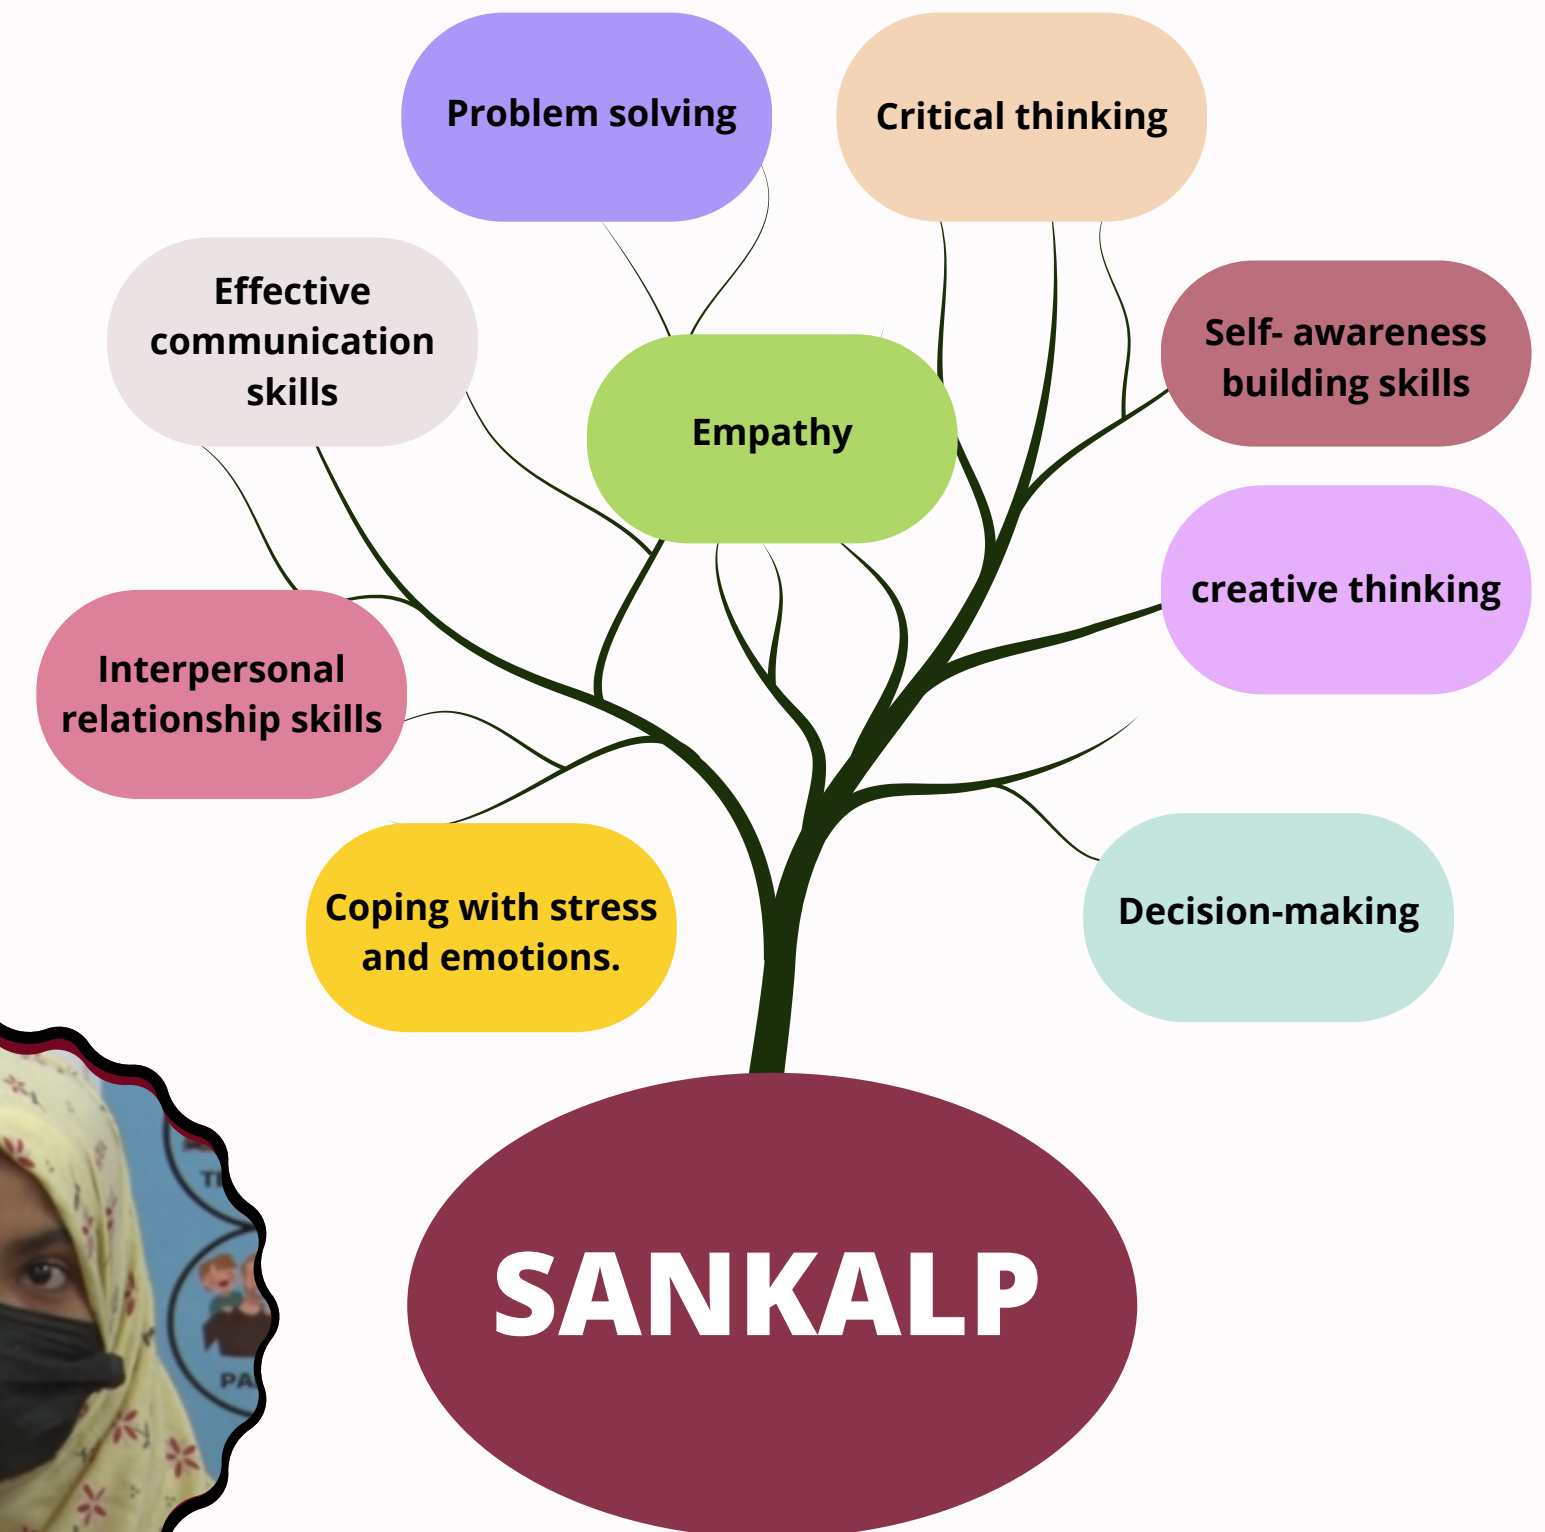 Problem solving
Critical thinking
Effective
communication
skills
Self- awareness
building skills
Empathy
creative thinking
Interpersonal
relationship skills
Coping with stress
and emotions.
Decision-making
SANKALP